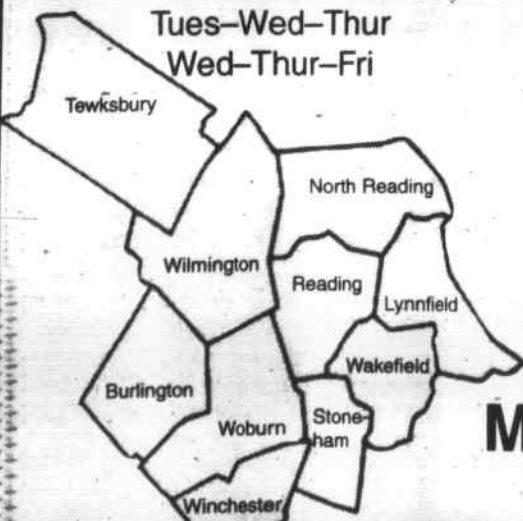 Tues–Wed–Thur
Wed–Thur–Fri
Tewksbury
North Reading
Wilmington
Reading
Lynnfield
Wakefield
Burlington
Woburn
Stone-
ham
M
Winchester